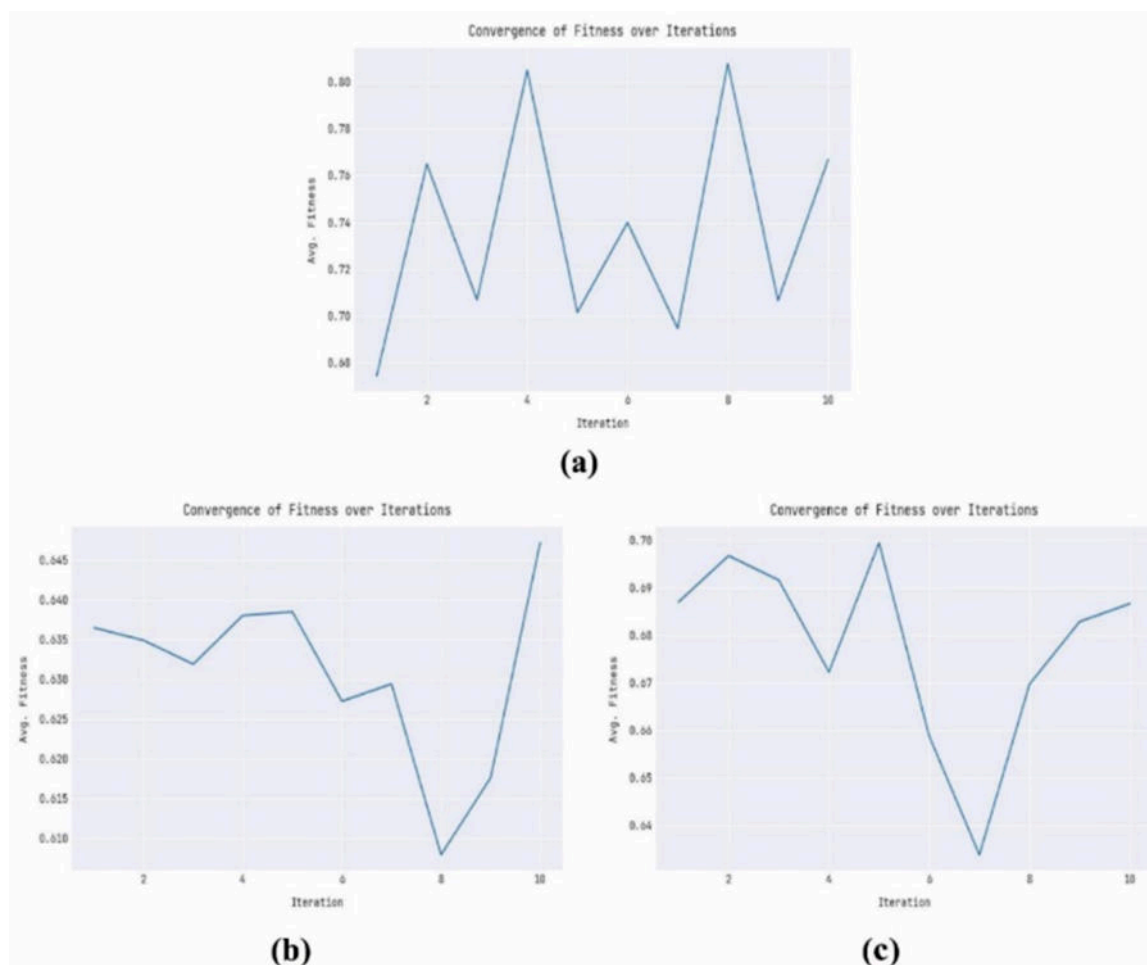 Convergence of Fitness over Iterations
0.80
0.78
0.76
0.74
0.72
0.70
0.68
Avg. Fitness
2 4 6 8 10
Iteration
(a)
Convergence of Fitness over Iterations
0.645
0.640
0.635
0.630
0.625
0.620
0.615
0.610
Avg. Fitness
2 4 6 8 10
Iteration
(b)
Convergence of Fitness over Iterations
0.70
0.69
0.68
0.67
0.66
0.65
0.64
Avg. Fitness
2 4 6 8 10
Iteration
(c)